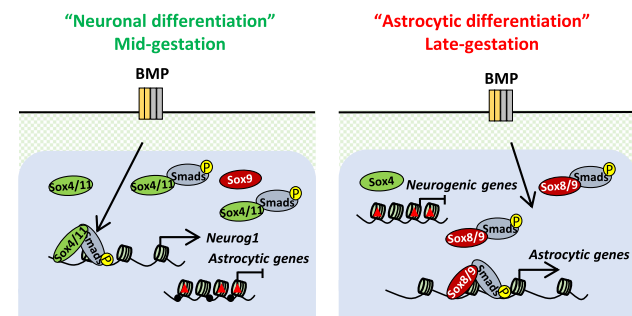 “Neuronal differentiation”
Mid-gestation
BMP
Sox4/11
Sox4/11
Smads
P
Sox9
Sox4/11
Smads
P
Sox4/11
Smads
P
Neurog1
Astrocytic genes
“Astrocytic differentiation”
Late-gestation
BMP
Sox4
Neurogenic genes
Sox8/9
Smads
P
Sox8/9
Smads
P
Sox8/9
Smads
P
Astrocytic genes